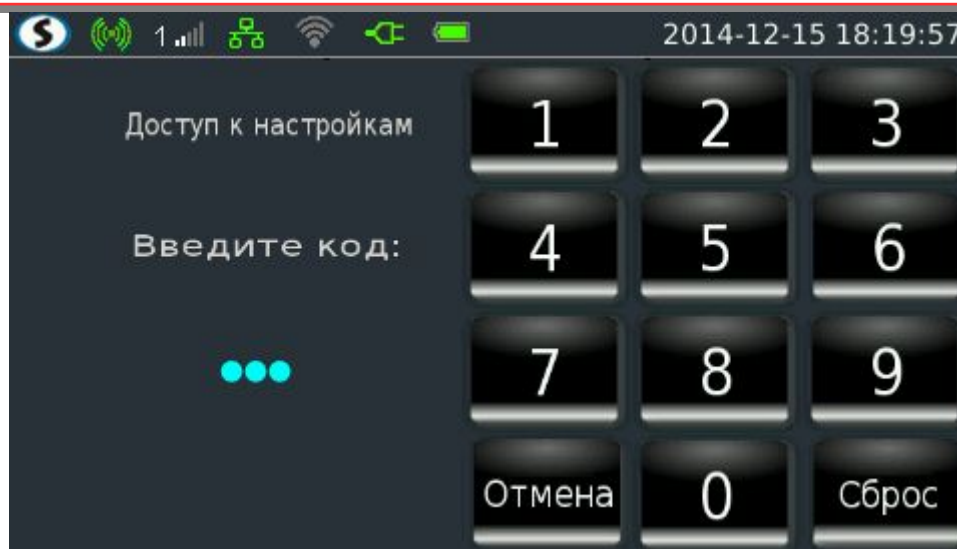 S 1 2014-12-15 18:19:57
Доступ к настройкам
Введите код:
1 2 3
4 5 6
7 8 9
Отмена 0 Сброс